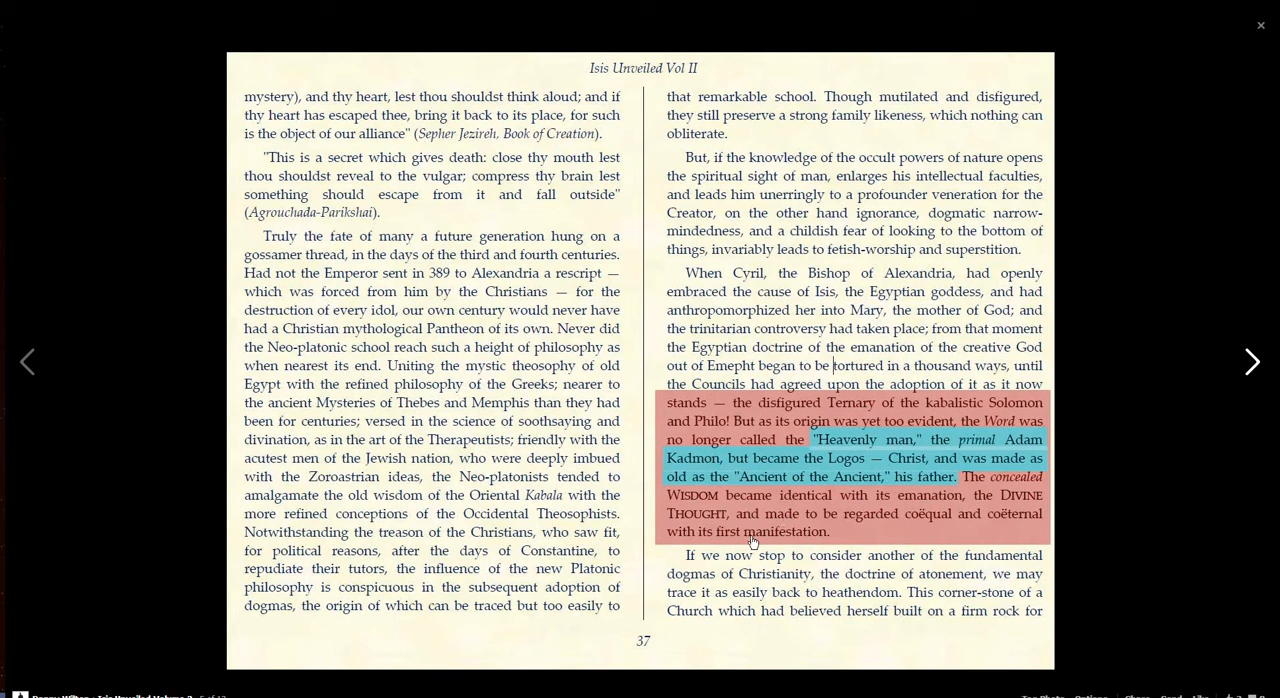 Isis Unveiled Vol II
mystery), and thy heart, lest thou shouldst think aloud; and if
thy heart has escaped thee, bring it back to its place, for such
is the object of our alliance" (Sepher Jezireh, Book of Creation).
"This is a secret which gives death: close thy mouth lest
thou shouldst reveal to the vulgar; compress thy brain lest
something should escape from it and fall outside"
(Agrouchada-Parikshai).
Truly the fate of many a future generation hung on a
gossamer thread, in the days of the third and fourth centuries.
Had not the Emperor sent in 389 to Alexandria a rescript —
which was forced from him by the Christians — for the
destruction of every idol, our own century would never have
had a Christian mythological Pantheon of its own. Never did
the Neo-platonic school reach such a height of philosophy as
when nearest its end. Uniting the mystic theosophy of old
Egypt with the refined philosophy of the Greeks; nearer to
the ancient Mysteries of Thebes and Memphis than they had
been for centuries; versed in the science of soothsaying and
divination, as in the art of the Therapeutists; friendly with the
acutest men of the Jewish nation, who were deeply imbued
with the Zoroastrian ideas, the Neo-platonists tended to
amalgamate the old wisdom of the Oriental Kabala with the
more refined conceptions of the Occidental Theosophists.
Notwithstanding the treason of the Christians, who saw fit,
for political reasons, after the days of Constantine, to
repudiate their tutors, the influence of the new Platonic
philosophy is conspicuous in the subsequent adoption of
dogmas, the origin of which can be traced but too easily to
that remarkable school. Though mutilated and disfigured,
they still preserve a strong family likeness, which nothing can
obliterate.
But, if the knowledge of the occult powers of nature opens
the spiritual sight of man, enlarges his intellectual faculties,
and leads him unerringly to a profounder veneration for the
Creator, on the other hand ignorance, dogmatic narrow-
mindedness, and a childish fear of looking to the bottom of
things, invariably leads to fetish-worship and superstition.
When Cyril, the Bishop of Alexandria, had openly
embraced the cause of Isis, the Egyptian goddess, and had
anthropomorphized her into Mary, the mother of God; and
the trinitarian controversy had taken place; from that moment
the Egyptian doctrine of the emanation of the creative God
out of Emepht began to be tortured in a thousand ways, until
the Councils had agreed upon the adoption of it as it now
stands — the disfigured Ternary of the kabalistic Solomon
and Philo! But as its origin was yet too evident, the Word was
no longer called the "Heavenly man," the primal Adam
Kadmon, but became the Logos — Christ, and was made as
old as the "Ancient of the Ancient," his father. The concealed
WISDOM became identical with its emanation, the DIVINE
THOUGHT, and made to be regarded coëqual and coëternal
with its first manifestation.
If we now stop to consider another of the fundamental
dogmas of Christianity, the doctrine of atonement, we may
trace it as easily back to heathendom. This corner-stone of a
Church which had believed herself built on a firm rock for
37